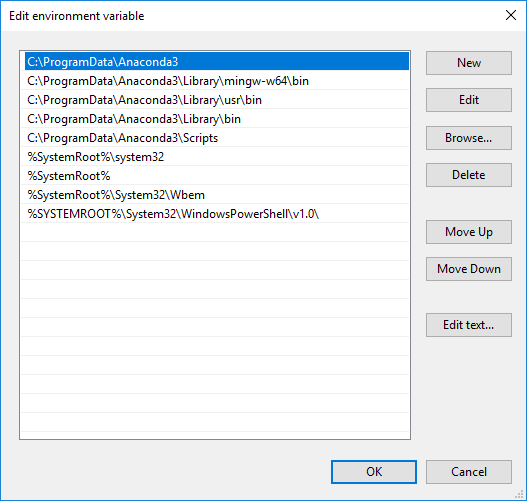 Edit environment variable
C:\ProgramData\Anaconda3
C:\ProgramData\Anaconda3\Library\mingw-w64\bin
C:\ProgramData\Anaconda3\Library\usr\bin
C:\ProgramData\Anaconda3\Library\bin
C:\ProgramData\Anaconda3\Scripts
%SystemRoot%\system32
%SystemRoot%
%SystemRoot%\System32\Wbem
%SYSTEMROOT%\System32\WindowsPowerShell\v1.0\
New
Edit
Browse...
Delete
Move Up
Move Down
Edit text...
OK
Cancel